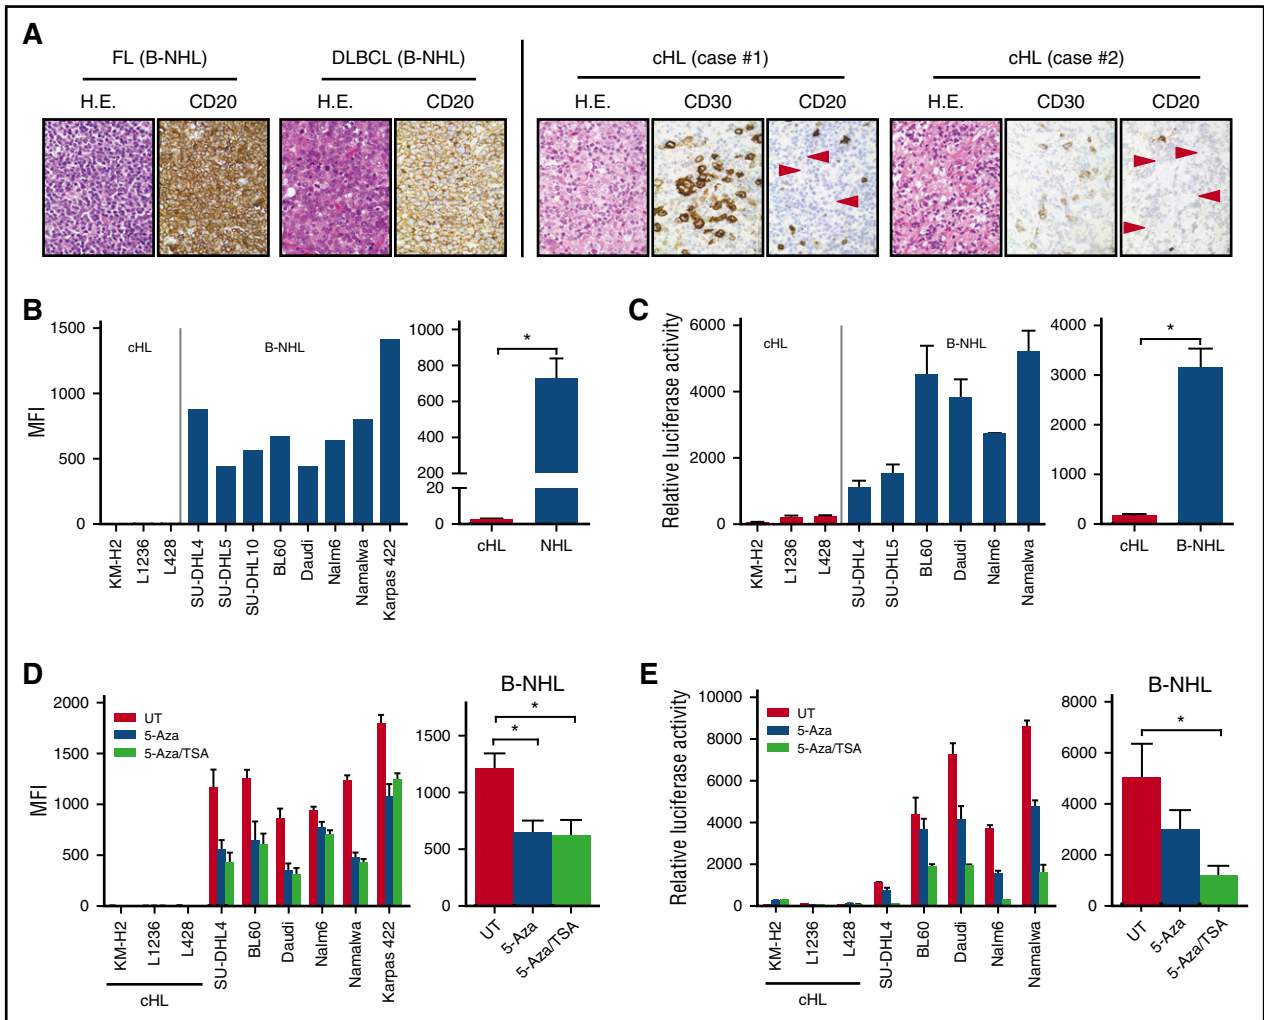 A
FL (B-NHL)
DLBCL (B-NHL)
cHL (case #1)
cHL (case #2)
H.E.
CD20
H.E.
CD20
H.E.
CD30
CD20
H.E.
CD30
CD20
B
MFI
1500
1000
500
0
cHL
B-NHL
KM-H2
L1236
L428
SU-DHL4
SU-DHL5
SU-DHL10
BL60
Daudi
Nalm6
Namalwa
Karpas 422
1000
800
600
400
200
20
0
*
cHL
NHL
C
Relative luciferase activity
6000
4000
2000
0
cHL
B-NHL
KM-H2
L1236
L428
SU-DHL4
SU-DHL5
BL60
Daudi
Nalm6
Namalwa
4000
3000
2000
1000
0
*
cHL
B-NHL
D
MFI
2000
1500
1000
500
0
UT
5-Aza
5-Aza/TSA
KM-H2
L1236
L428
SU-DHL4
BL60
Daudi
Nalm6
Namalwa
Karpas 422
cHL
B-NHL
1500
1000
500
0
*
*
UT
5-Aza
5-Aza/TSA
E
Relative luciferase activity
10000
8000
6000
4000
2000
0
UT
5-Aza
5-Aza/TSA
KM-H2
L1236
L428
SU-DHL4
BL60
Daudi
Nalm6
Namalwa
cHL
B-NHL
8000
6000
4000
2000
0
*
UT
5-Aza
5-Aza/TSA